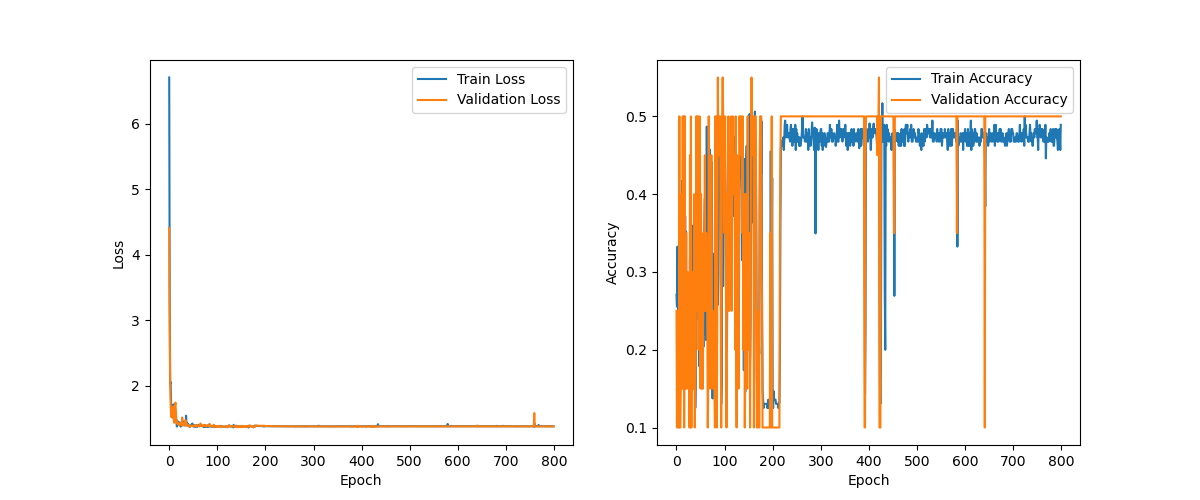 Train Loss
Validation Loss
6
5
4
3
2
Loss
0 100 200 300 400 500 600 700 800
Epoch
Train Accuracy
Validation Accuracy
0.5
0.4
0.3
0.2
0.1
Accuracy
0 100 200 300 400 500 600 700 800
Epoch